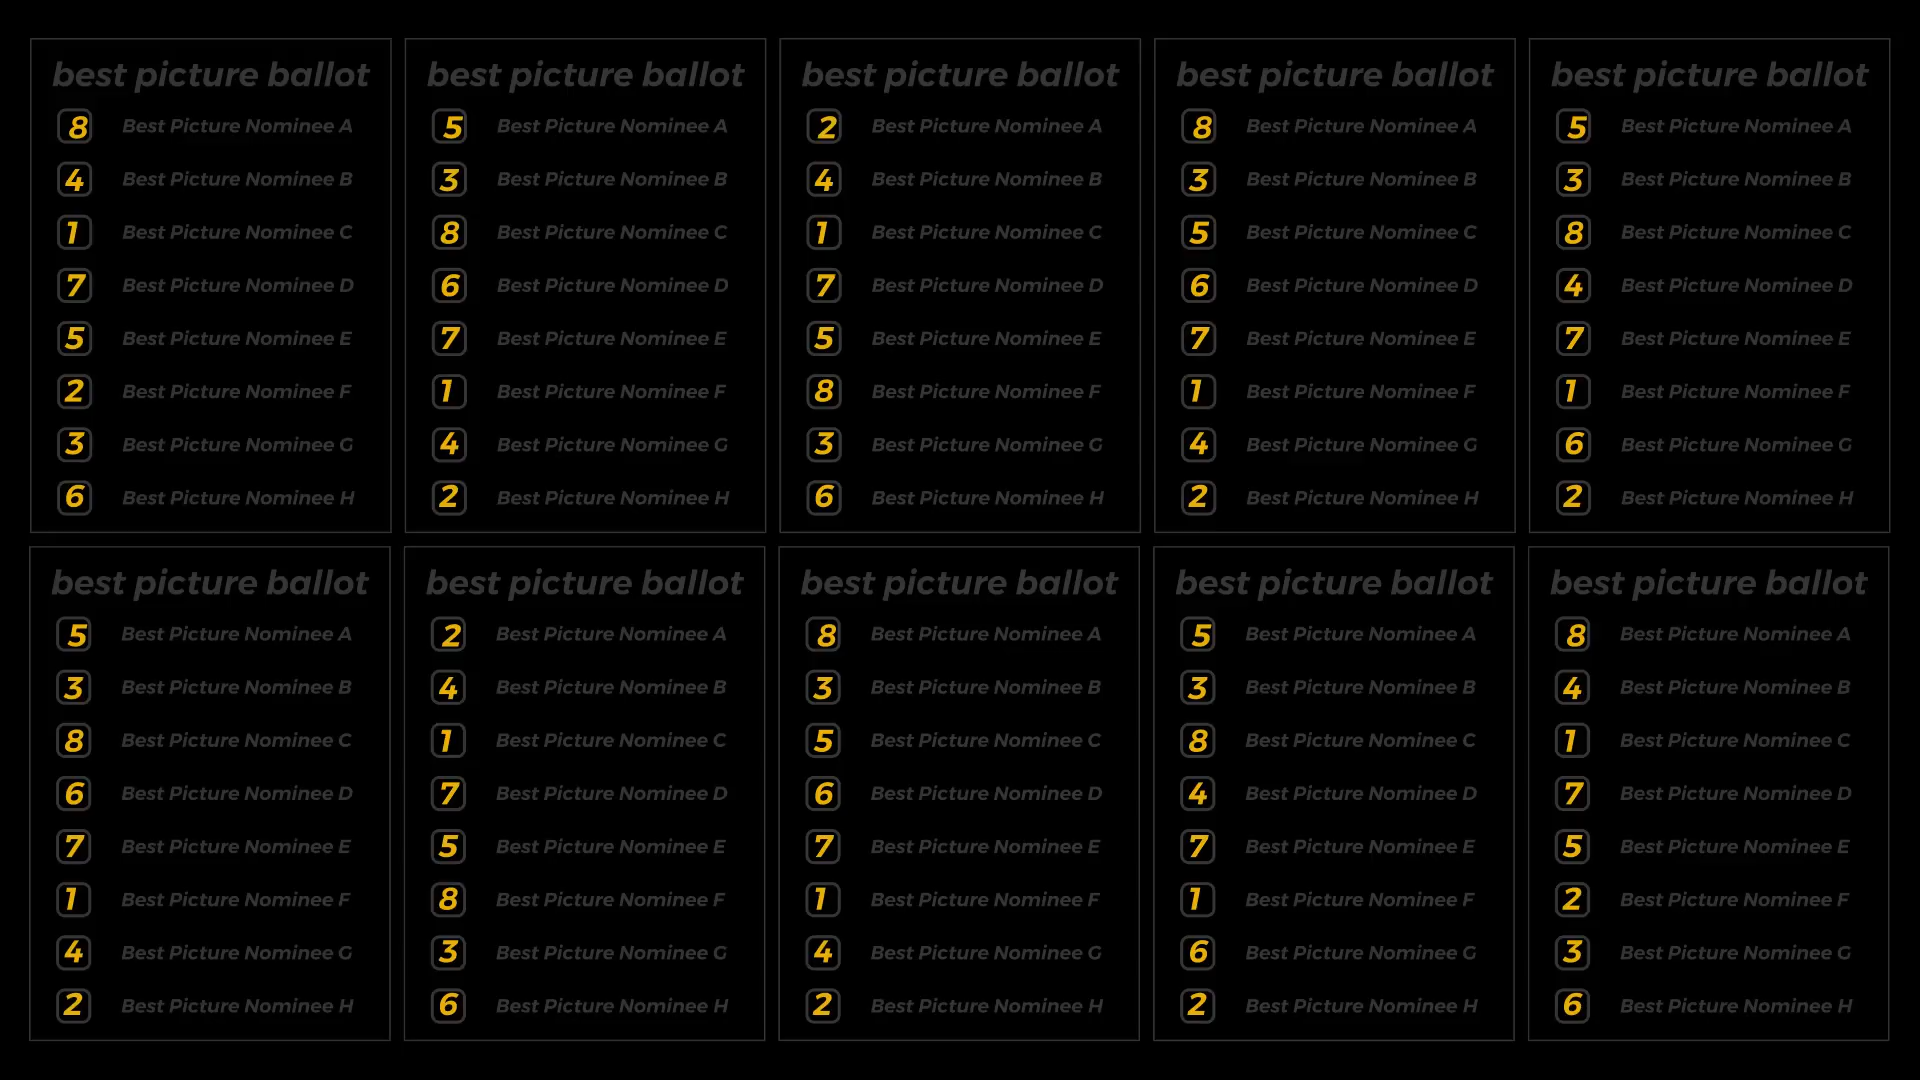 best picture ballot
8 Best Picture Nominee A
4 Best Picture Nominee B
1 Best Picture Nominee C
7 Best Picture Nominee D
5 Best Picture Nominee E
2 Best Picture Nominee F
3 Best Picture Nominee G
6 Best Picture Nominee H
best picture ballot
5 Best Picture Nominee A
3 Best Picture Nominee B
8 Best Picture Nominee C
6 Best Picture Nominee D
7 Best Picture Nominee E
1 Best Picture Nominee F
4 Best Picture Nominee G
2 Best Picture Nominee H
best picture ballot
2 Best Picture Nominee A
4 Best Picture Nominee B
1 Best Picture Nominee C
7 Best Picture Nominee D
5 Best Picture Nominee E
8 Best Picture Nominee F
3 Best Picture Nominee G
6 Best Picture Nominee H
best picture ballot
8 Best Picture Nominee A
3 Best Picture Nominee B
5 Best Picture Nominee C
6 Best Picture Nominee D
7 Best Picture Nominee E
1 Best Picture Nominee F
4 Best Picture Nominee G
2 Best Picture Nominee H
best picture ballot
5 Best Picture Nominee A
3 Best Picture Nominee B
8 Best Picture Nominee C
4 Best Picture Nominee D
7 Best Picture Nominee E
1 Best Picture Nominee F
6 Best Picture Nominee G
2 Best Picture Nominee H
best picture ballot
5 Best Picture Nominee A
3 Best Picture Nominee B
8 Best Picture Nominee C
6 Best Picture Nominee D
7 Best Picture Nominee E
1 Best Picture Nominee F
4 Best Picture Nominee G
2 Best Picture Nominee H
best picture ballot
2 Best Picture Nominee A
4 Best Picture Nominee B
1 Best Picture Nominee C
7 Best Picture Nominee D
5 Best Picture Nominee E
8 Best Picture Nominee F
3 Best Picture Nominee G
6 Best Picture Nominee H
best picture ballot
8 Best Picture Nominee A
3 Best Picture Nominee B
5 Best Picture Nominee C
6 Best Picture Nominee D
7 Best Picture Nominee E
1 Best Picture Nominee F
4 Best Picture Nominee G
2 Best Picture Nominee H
best picture ballot
5 Best Picture Nominee A
3 Best Picture Nominee B
8 Best Picture Nominee C
4 Best Picture Nominee D
7 Best Picture Nominee E
1 Best Picture Nominee F
6 Best Picture Nominee G
2 Best Picture Nominee H
best picture ballot
8 Best Picture Nominee A
4 Best Picture Nominee B
1 Best Picture Nominee C
7 Best Picture Nominee D
5 Best Picture Nominee E
2 Best Picture Nominee F
3 Best Picture Nominee G
6 Best Picture Nominee H